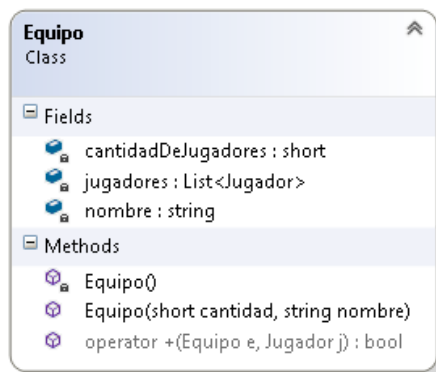 Equipo
Class
Fields
cantidadDeJugadores : short
jugadores : List<Jugador>
nombre : string
Methods
Equipo()
Equipo(short cantidad, string nombre)
operator +(Equipo e, Jugador j) : bool